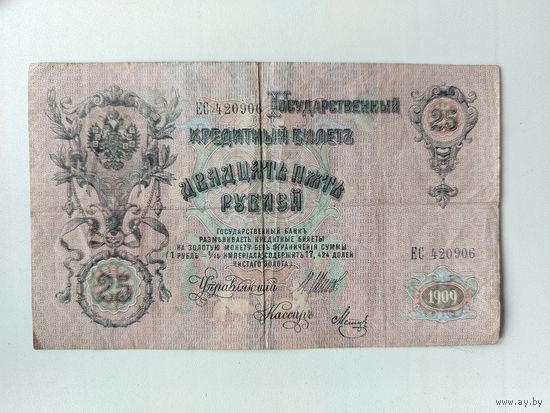 ЕС 420906
Государственный
25
Кредитный Билетъ
Двадцать пять
Рублей
Государственный Банкъ
размѣниваетъ кредитные билеты
на золотую монету безъ ограниченія суммы
(1 рубль = 1/15 имперіала, содержитъ 17,424 долей
чистаго золота).
ЕС 420906
25
Управляющій
Кассиръ
1909
www.ay.by